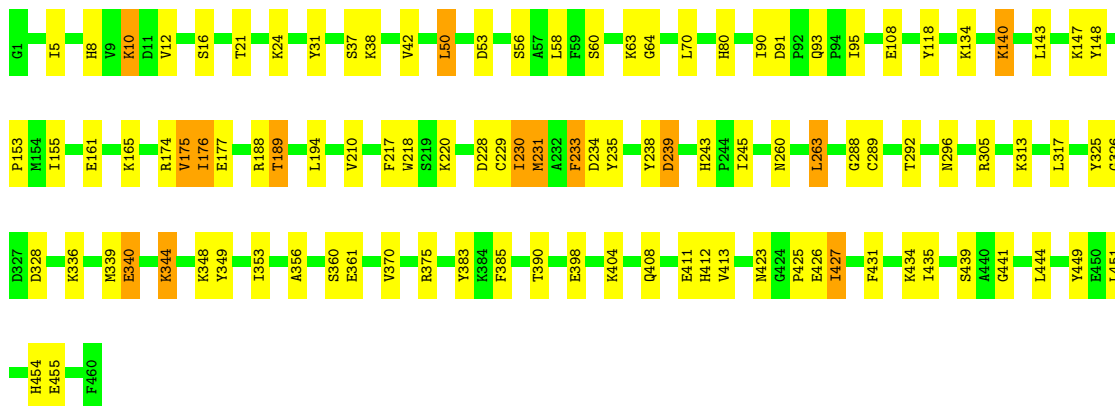 G1 I5 H8 V9 K10 D11 V12 S16 T21 K24 Y31 S37 K38 V42 L50 D53 S56 A57 L58 F59 S60 K63 G64 L70 H80 I90 D91 P92 Q93 P94 I95 E108 Y118 K134 K140 L143 K147 Y148
P153 M154 I155 E161 K165 R174 V175 I176 E177 R188 T189 L194 V210 F217 W218 S219 K220 D228 C229 I230 M231 A232 F233 D234 Y235 Y238 D239 H243 P244 I245 N260 L263 G288 C289 T292 N296 R305 K313 L317 Y325 G326
D327 D328 K336 M339 E340 K344 K348 Y349 I353 A356 S360 E361 V370 R375 Y383 K384 F385 T390 E398 K404 Q408 E411 H412 V413 N423 G424 P425 E426 I427 F431 K434 I435 S439 A440 G441 L444 Y449 E450 I451
H454 E455 F460